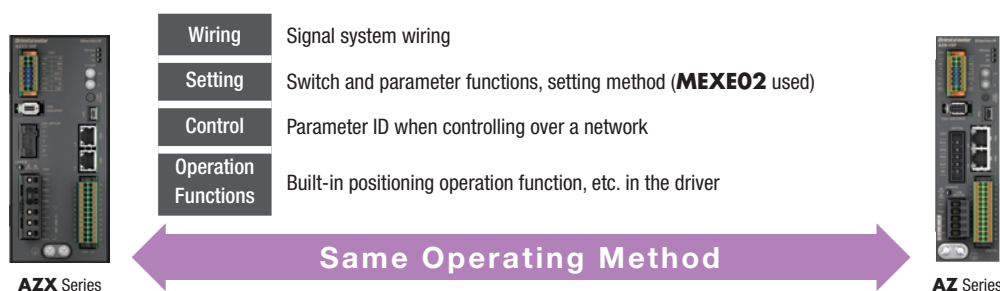 Wiring Signal system wiring
Setting Switch and parameter functions, setting method (MEXE02 used)
Control Parameter ID when controlling over a network
Operation
Functions Built-in positioning operation function, etc. in the driver
Same Operating Method
AZX Series
AZ Series